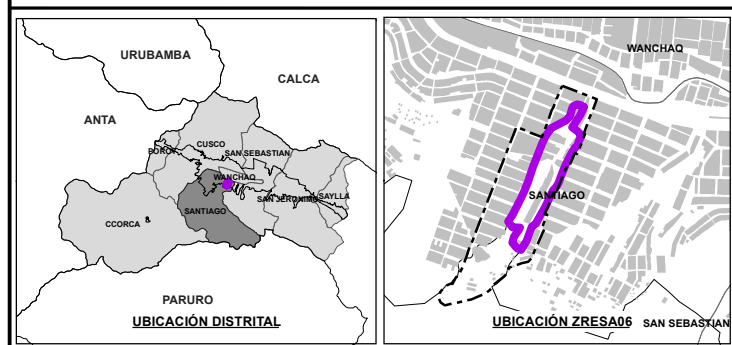 URUBAMBA
CALCA
ANTA
CUSCO
POROY
SAN SEBASTIAN
WANCHAQ
SAYLLA
SAN JERONIMO
SANTIAGO
CCORCA
PARURO
UBICACIÓN DISTRITAL
WANCHAQ
SANTIAGO
UBICACIÓN ZRESA06
SAN SEBASTIAN